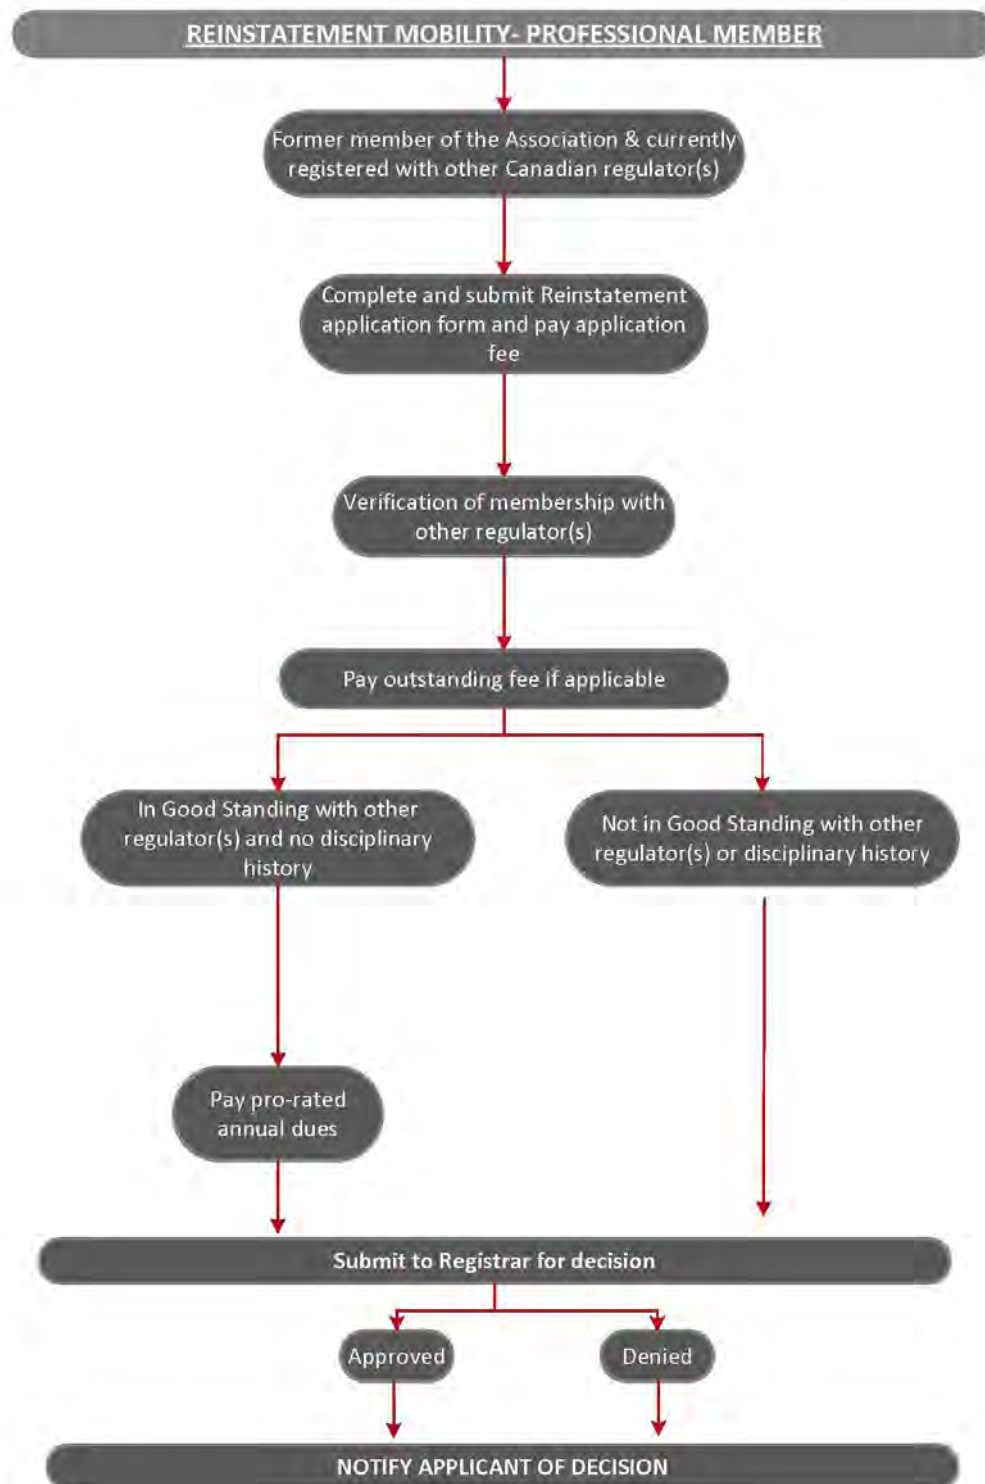 REINSTATEMENT MOBILITY- PROFESSIONAL MEMBER
Former member of the Association & currently
registered with other Canadian regulator(s)
Complete and submit Reinstatement
application form and pay application
fee
Verification of membership with
other regulator(s)
Pay outstanding fee if applicable
In Good Standing with other
regulator(s) and no disciplinary
history
Not in Good Standing with other
regulator(s) or disciplinary history
Pay pro-rated
annual dues
Submit to Registrar for decision
Approved
Denied
NOTIFY APPLICANT OF DECISION